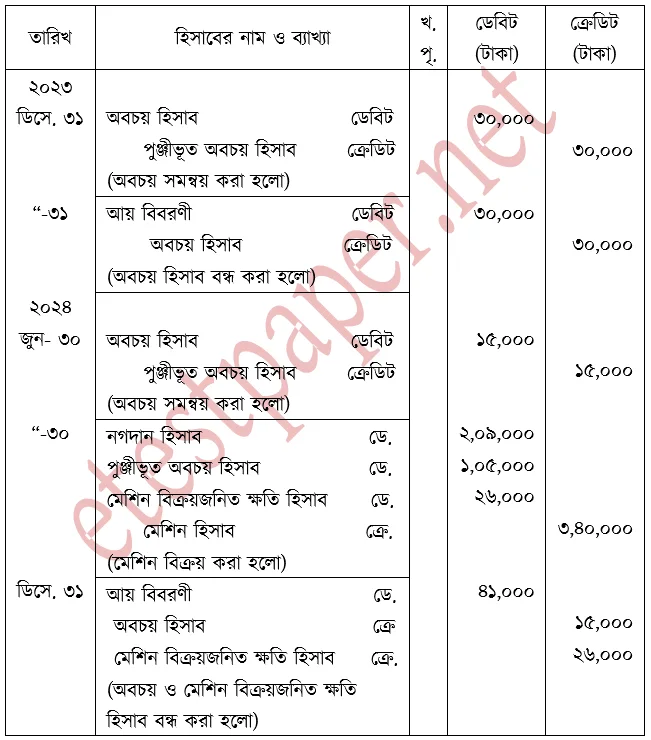 তারিখ হিসাবের নাম ও ব্যাখ্যা খ. পৃ. ডেবিট (টাকা) ক্রেডিট (টাকা)
২০২৩
ডিসে. ৩১ অবচয় হিসাব ডেবিট ৩০,০০০
পুঞ্জীভূত অবচয় হিসাব ক্রেডিট ৩০,০০০
(অবচয় সমন্বয় করা হলো)
“-৩১ আয় বিবরণী ডেবিট ৩০,০০০
অবচয় হিসাব ক্রেডিট ৩০,০০০
(অবচয় হিসাব বন্ধ করা হলো)
২০২৪
জুন- ৩০ অবচয় হিসাব ডেবিট ১৫,০০০
পুঞ্জীভূত অবচয় হিসাব ক্রেডিট ১৫,০০০
(অবচয় সমন্বয় করা হলো)
“-৩০ নগদান হিসাব ডে. ২,০৯,০০০
পুঞ্জীভূত অবচয় হিসাব ডে. ১,০৫,০০০
মেশিন বিক্রয়জনিত ক্ষতি হিসাব ডে. ২৬,০০০
মেশিন হিসাব ক্রে. ৩,৪০,০০০
(মেশিন বিক্রয় করা হলো)
ডিসে. ৩১ আয় বিবরণী ডে. ৪১,০০০
অবচয় হিসাব ক্রে ১৫,০০০
মেশিন বিক্রয়জনিত ক্ষতি হিসাব ক্রে. ২৬,০০০
(অবচয় ও মেশিন বিক্রয়জনিত ক্ষতি
হিসাব বন্ধ করা হলো)
etestpaper.net